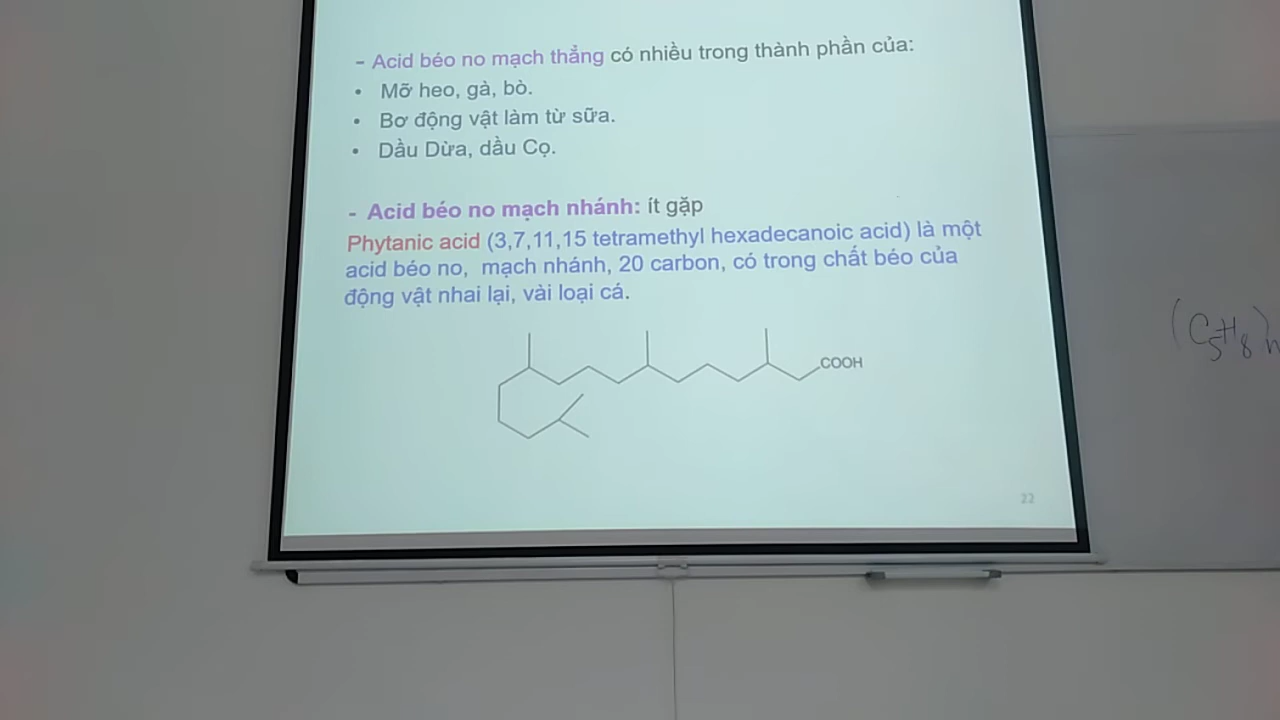 - Acid béo no mạch thẳng có nhiều trong thành phần của:
• Mỡ heo, gà, bò.
• Bơ động vật làm từ sữa.
• Dầu Dừa, dầu Cọ.
- Acid béo no mạch nhánh: ít gặp
Phytanic acid (3,7,11,15 tetramethyl hexadecanoic acid) là một
acid béo no, mạch nhánh, 20 carbon, có trong chất béo của
động vật nhai lại, vài loại cá.
COOH
(C5H8)n
22